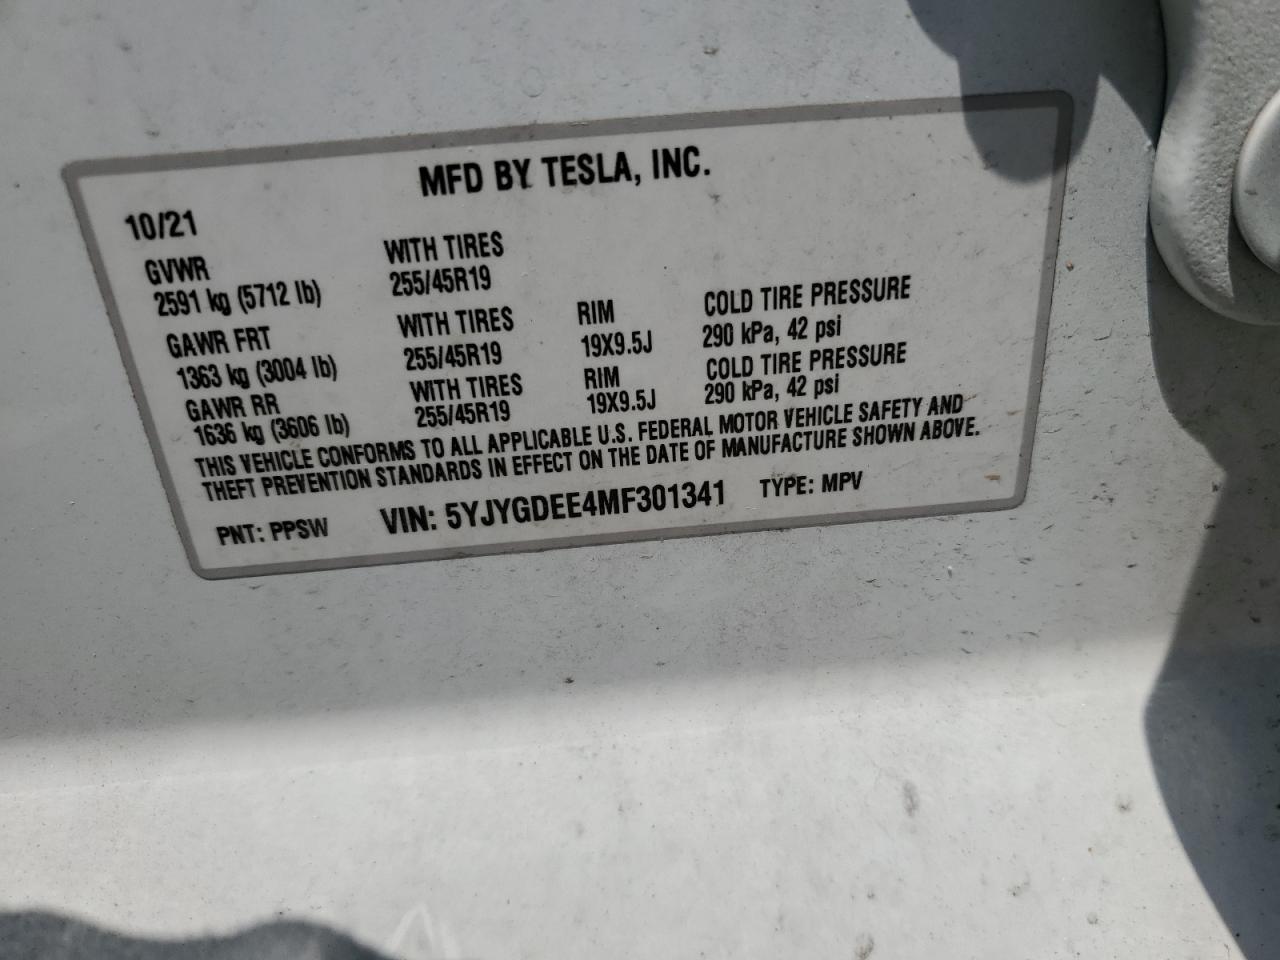 MFD BY TESLA, INC.
10/21
GVWR WITH TIRES
2591 kg (5712 lb) 255/45R19
GAWR FRT WITH TIRES RIM COLD TIRE PRESSURE
1363 kg (3004 lb) 255/45R19 19X9.5J 290 kPa, 42 psi
GAWR RR WITH TIRES RIM COLD TIRE PRESSURE
1636 kg (3606 lb) 255/45R19 19X9.5J 290 kPa, 42 psi
THIS VEHICLE CONFORMS TO ALL APPLICABLE U.S. FEDERAL MOTOR VEHICLE SAFETY AND
THEFT PREVENTION STANDARDS IN EFFECT ON THE DATE OF MANUFACTURE SHOWN ABOVE.
PNT: PPSW VIN: 5YJYGDEE4MF301341 TYPE: MPV